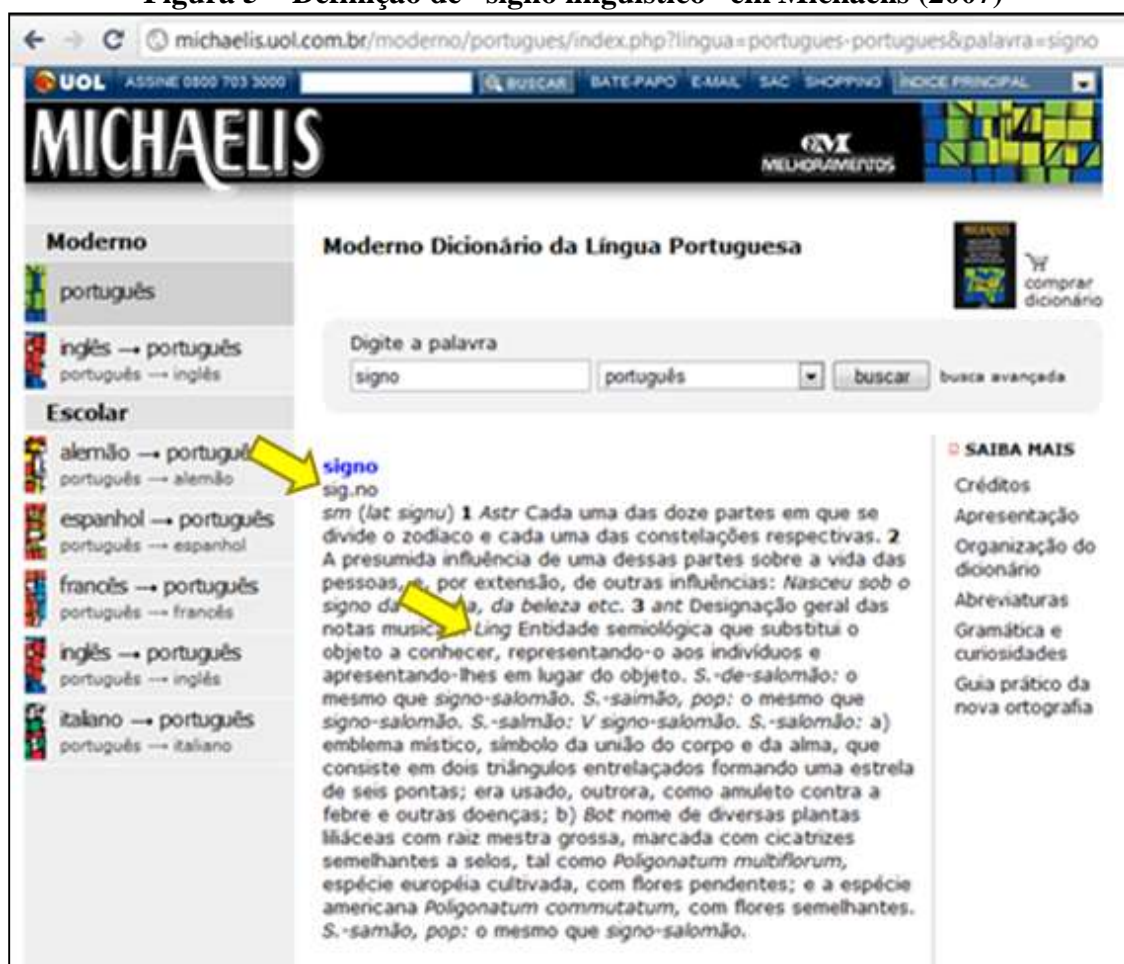 michaelis.uol.com.br/moderno/portugues/index.php?lingua=portugues-portugues&palavra=signo
UOL ASSINE 0800 703 3000 BUSCAR BATE-PAPO E-MAIL SAC SHOPPING ÍNDICE PRINCIPAL
MICHAELIS
MELHORAMENTOS
Moderno
português
inglês → português
português → inglês
Escolar
alemão → português
português → alemão
espanhol → português
português → espanhol
francês → português
português → francês
inglês → português
português → inglês
italiano → português
português → italiano
Moderno Dicionário da Língua Portuguesa
comprar
dicionário
Digite a palavra
signo português buscar busca avançada
signo
sig.no
sm (lat signu) 1 Astr Cada uma das doze partes em que se
divide o zodíaco e cada uma das constelações respectivas. 2
A presumida influência de uma dessas partes sobre a vida das
pessoas, e, por extensão, de outras influências: Nasceu sob o
signo da beleza etc. 3 ant Designação geral das
notas Ling Entidade semiológica que substitui o
objeto a conhecer, representando-o aos indivíduos e
apresentando-lhes em lugar do objeto. S.-de-salomão: o
mesmo que signo-salomão. S.-saimão, pop: o mesmo que
signo-salomão. S.-salmão: V signo-salomão. S.-salomão: a)
emblema místico, símbolo da união do corpo e da alma, que
consiste em dois triângulos entrelaçados formando uma estrela
de seis pontas; era usado, outrora, como amuleto contra a
febre e outras doenças; b) Bot nome de diversas plantas
liliáceas com raiz mestra grossa, marcada com cicatrizes
semelhantes a selos, tal como Poligonatum multiflorum,
espécie européia cultivada, com flores pendentes; e a espécie
americana Poligonatum commutatum, com flores semelhantes.
S.-samão, pop: o mesmo que signo-salomão.
SAIBA MAIS
Créditos
Apresentação
Organização do
dicionário
Abreviaturas
Gramática e
curiosidades
Guia prático da
nova ortografia